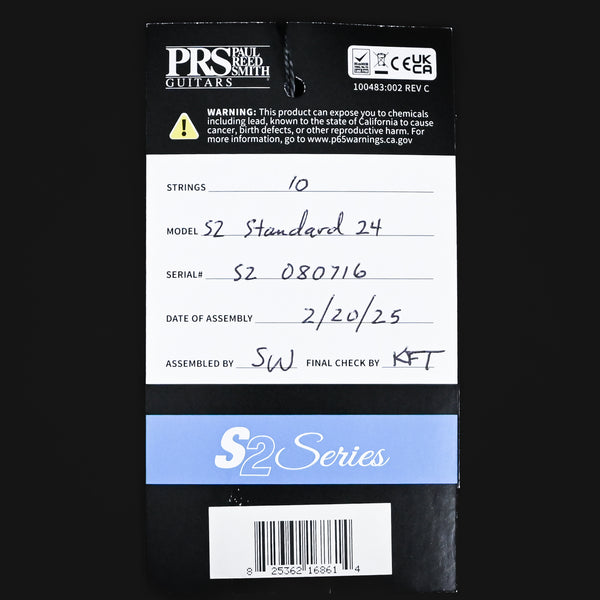 PRS PAUL REED SMITH
GUITARS
UK CA
100483:002 REV C
WARNING: This product can expose you to chemicals
including lead, known to the state of California to cause
cancer, birth defects, or other reproductive harm. For
more information, go to www.p65warnings.ca.gov
STRINGS 10
MODEL S2 Standard 24
SERIAL# S2 080716
DATE OF ASSEMBLY 2/20/25
ASSEMBLED BY SW FINAL CHECK BY KFT
S2 Series
8 25362 16861 4